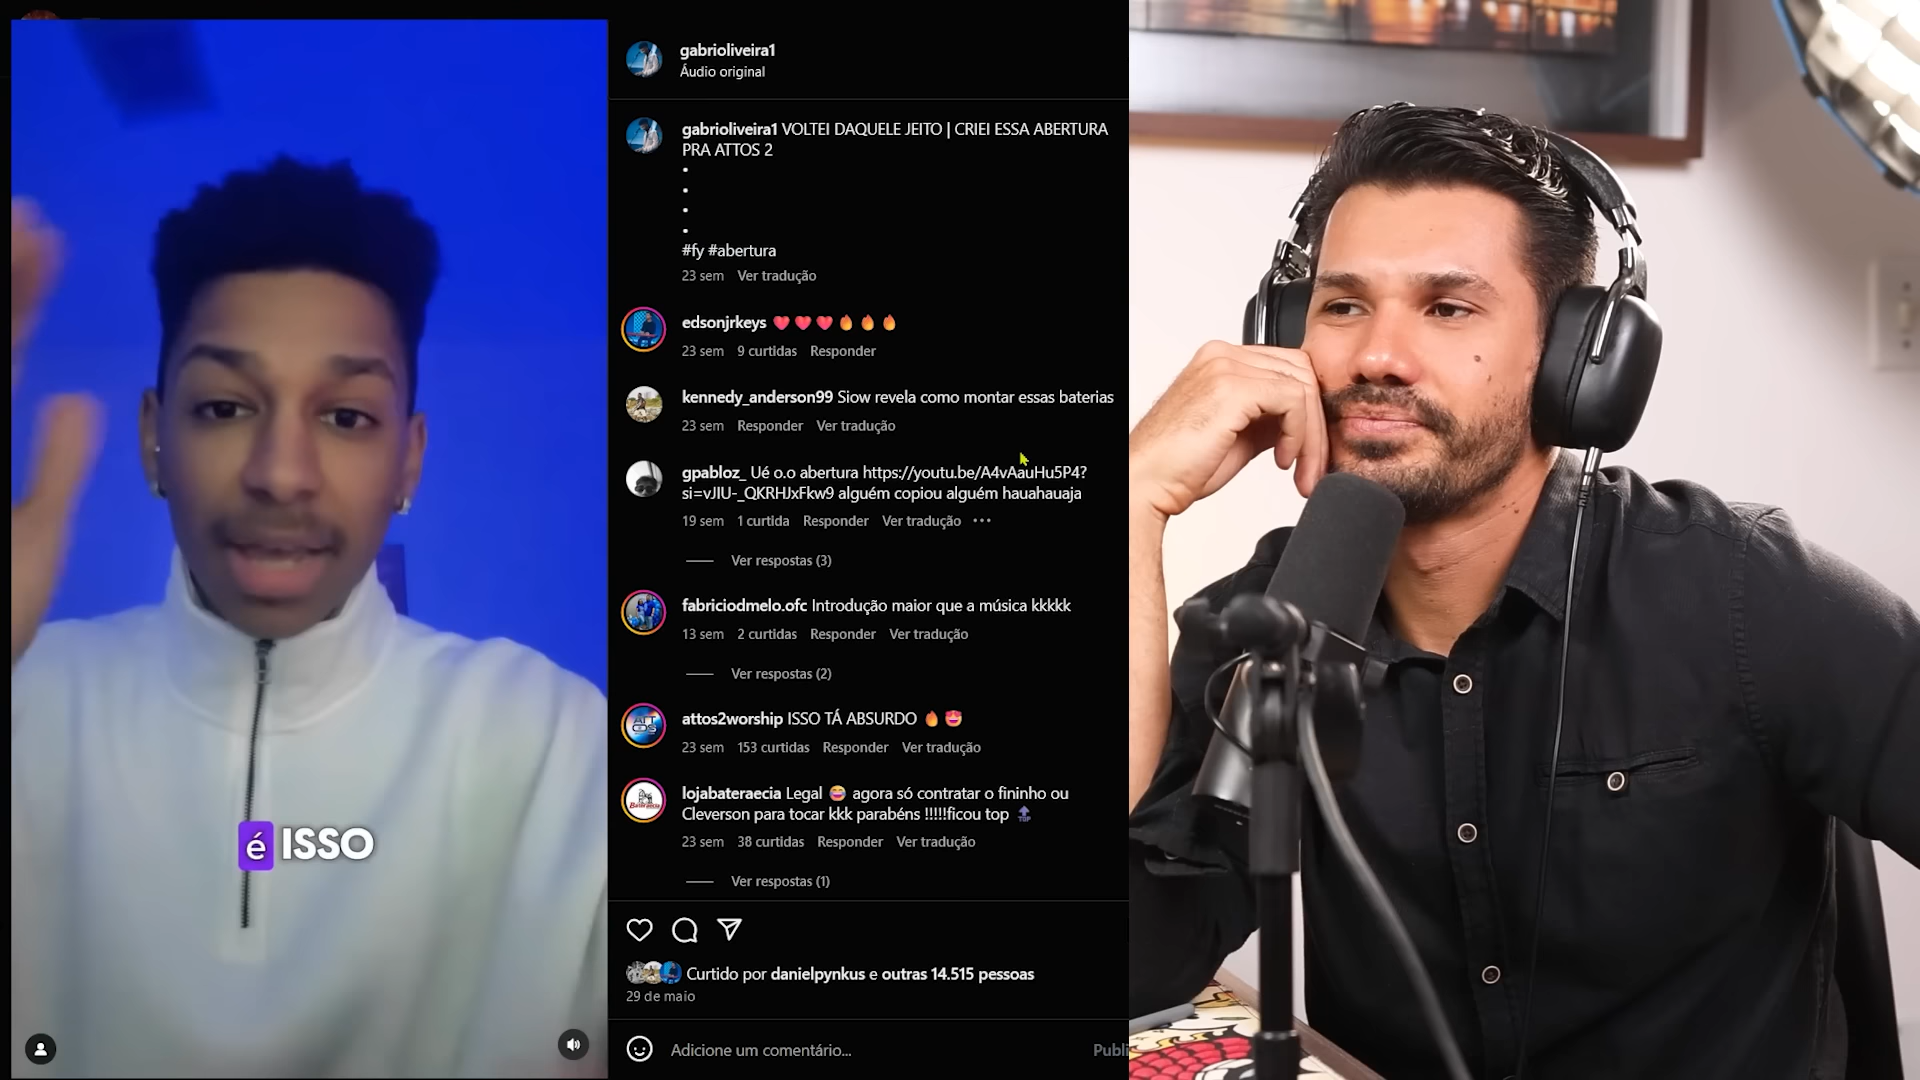 é ISSO
gabrioliveira1
Áudio original
gabrioliveira1 VOLTEI DAQUELE JEITO | CRIEI ESSA ABERTURA
PRA ATTOS 2
.
.
.
.
#fy #abertura
23 sem Ver tradução
edsonjrkeys ❤️❤️❤️🔥🔥🔥
23 sem 9 curtidas Responder
kennedy_anderson99 Siow revela como montar essas baterias
23 sem Responder Ver tradução
gpabloz_ Ué o.o abertura https://youtu.be/A4vAauHu5P4?
si=vJIU-_QKRHJxFkw9 alguém copiou alguém hauahauaja
19 sem 1 curtida Responder Ver tradução •••
Ver respostas (3)
fabriciodmelo.ofc Introdução maior que a música kkkkk
13 sem 2 curtidas Responder Ver tradução
Ver respostas (2)
attos2worship ISSO TÁ ABSURDO 🔥😍
23 sem 153 curtidas Responder Ver tradução
lojabateraecia Legal 😂 agora só contratar o fininho ou
Cleverson para tocar kkk parabéns !!!!!ficou top 🔝
23 sem 38 curtidas Responder Ver tradução
Ver respostas (1)
Curtido por danielpynkus e outras 14.515 pessoas
29 de maio
Adicione um comentário...
Publi